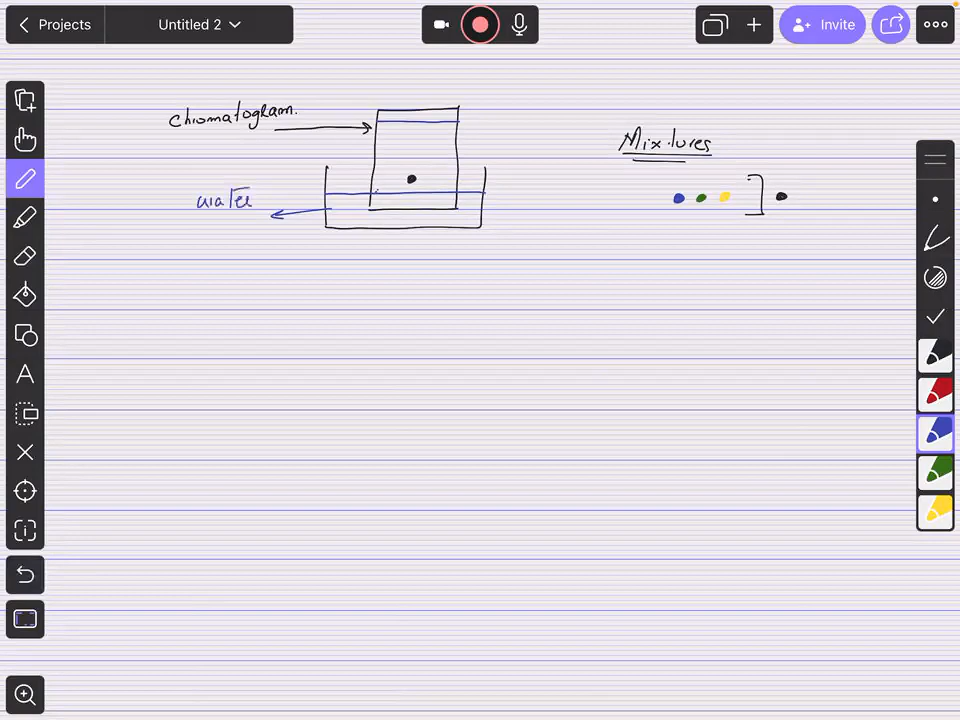 Projects
Untitled 2
Invite
chromatogram.
Mixtures
water
A